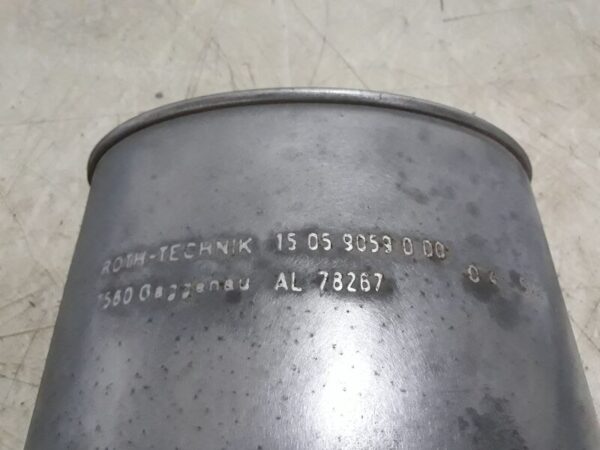 ROTH-TECHNIK 15 05 9059 0 00
7560 Gaggenau AL 78267